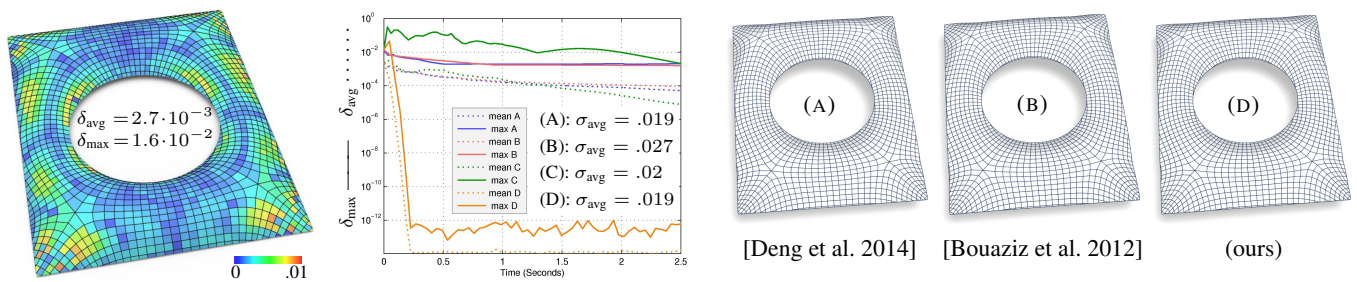 δavg = 2.7·10⁻³
δmax = 1.6·10⁻²
0 .01
δmax δavg
10⁰
10⁻²
10⁻⁴
10⁻⁶
10⁻⁸
10⁻¹⁰
10⁻¹²
mean A
max A
mean B
max B
mean C
max C
mean D
max D
(A): σavg = .019
(B): σavg = .027
(C): σavg = .02
(D): σavg = .019
0 0.5 1 1.5 2 2.5
Time (Seconds)
(A)
(B)
(D)
[Deng et al. 2014] [Bouaziz et al. 2012] (ours)